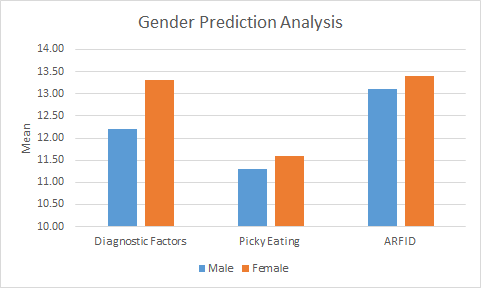 Gender Prediction Analysis
14.00
13.50
13.00
12.50
12.00
11.50
11.00
10.50
10.00
Mean
Diagnostic Factors Picky Eating ARFID
Male Female